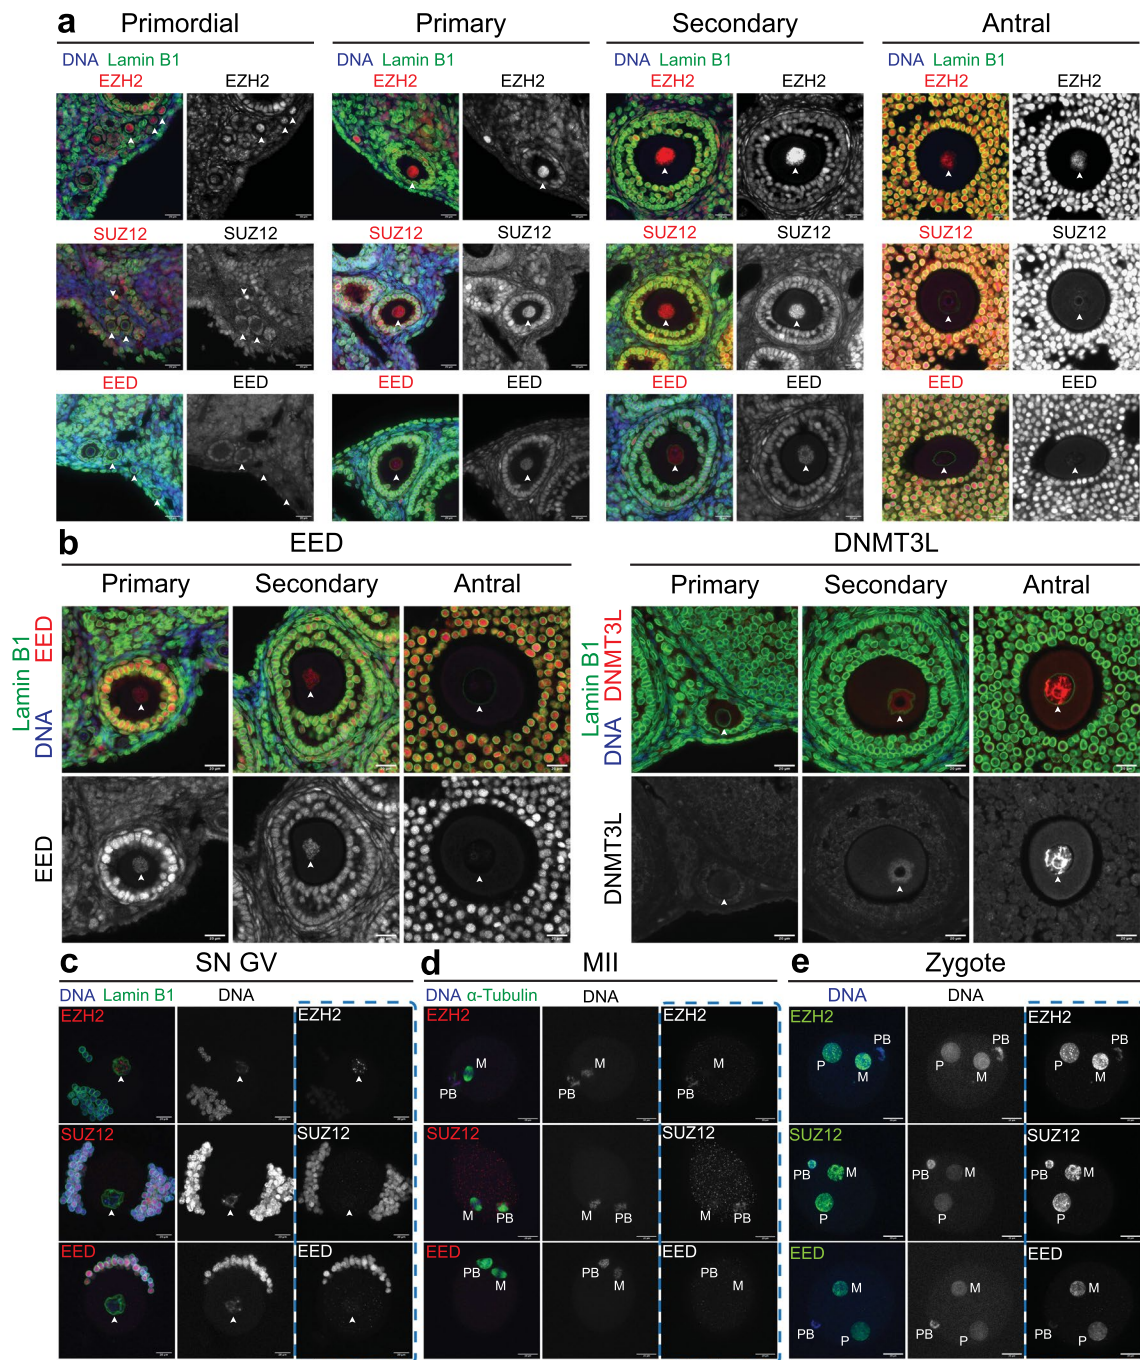 a Primordial Primary Secondary Antral
DNA Lamin B1 DNA Lamin B1 DNA Lamin B1 DNA Lamin B1
EZH2 EZH2 EZH2 EZH2 EZH2 EZH2 EZH2 EZH2
SUZ12 SUZ12 SUZ12 SUZ12 SUZ12 SUZ12 SUZ12 SUZ12
EED EED EED EED EED EED EED EED
b EED DNMT3L
Primary Secondary Antral Primary Secondary Antral
Lamin B1
DNA EED
EED
Lamin B1
DNA DNMT3L
DNMT3L
c SN GV d MII e Zygote
DNA Lamin B1 DNA DNA α-Tubulin DNA DNA DNA
EZH2 EZH2 EZH2 EZH2 EZH2 EZH2
M M M
PB PB PB
P M PB P M PB P M PB
SUZ12 SUZ12 SUZ12 SUZ12 SUZ12 SUZ12
M PB M PB M PB
PB M P PB M P PB M P
EED EED EED EED EED EED
PB M PB M PB M
M PB P M PB P M PB P